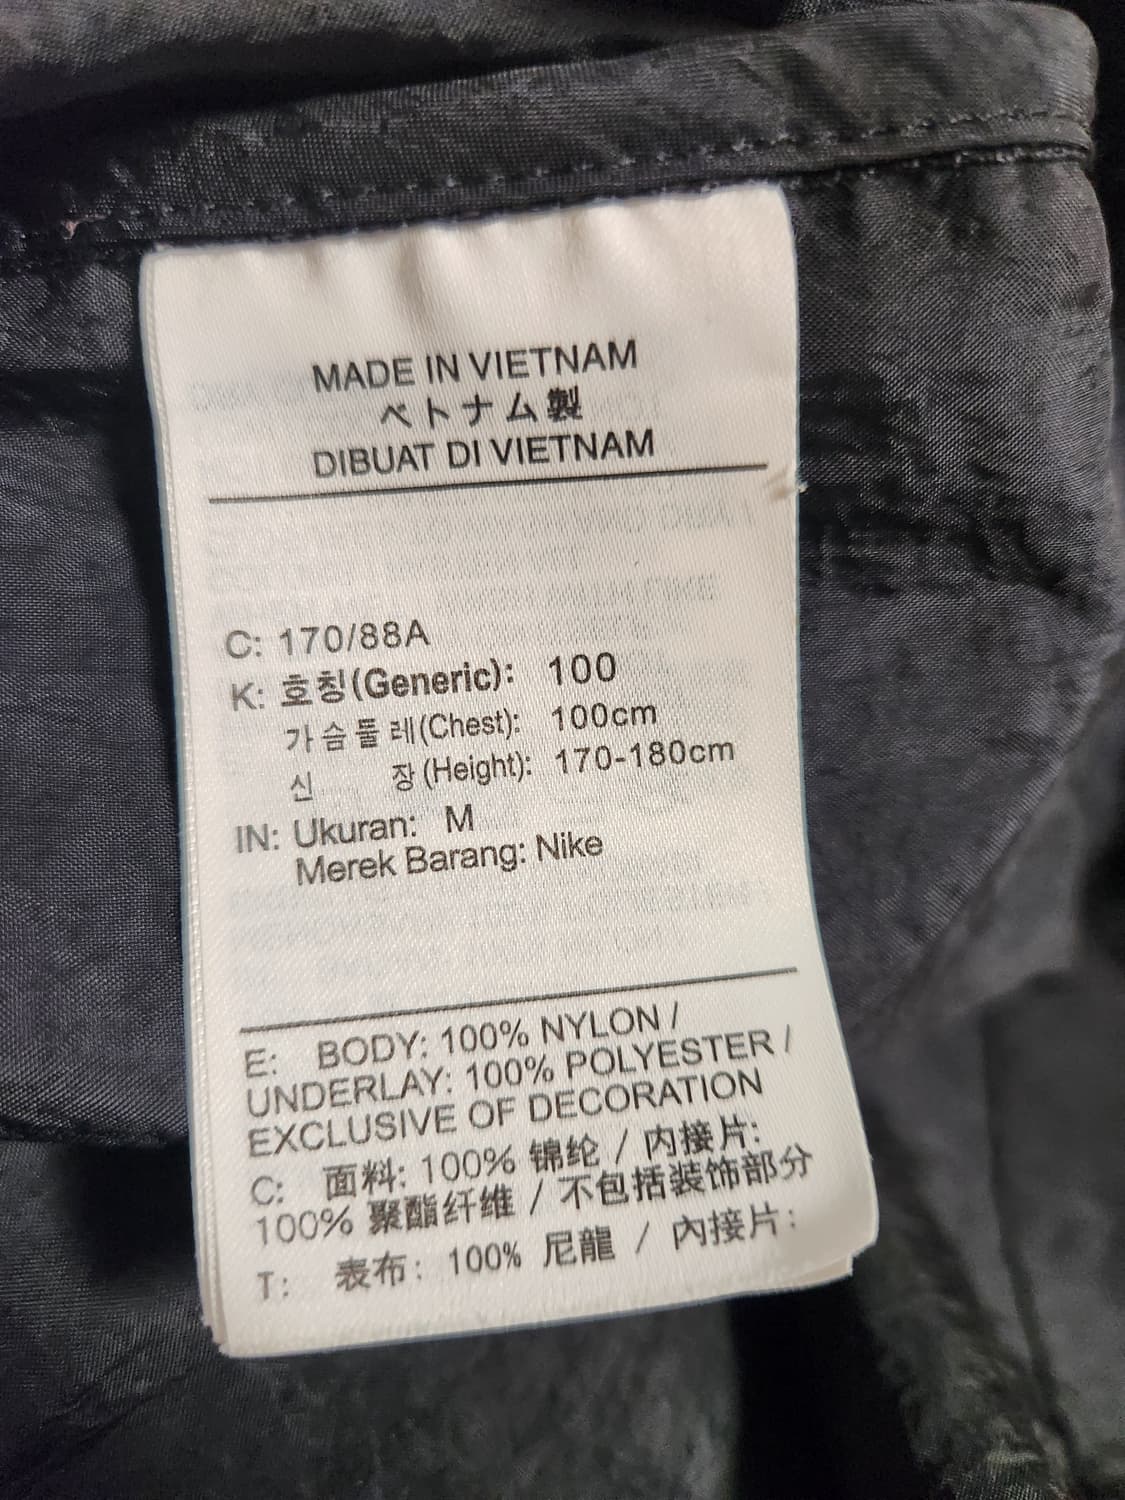 MADE IN VIETNAM
ベトナム製
DIBUAT DI VIETNAM
C: 170/88A
K: 호칭(Generic): 100
가슴둘레(Chest): 100cm
신 장(Height): 170-180cm
IN: Ukuran: M
Merek Barang: Nike
E: BODY: 100% NYLON /
UNDERLAY: 100% POLYESTER /
EXCLUSIVE OF DECORATION
C: 面料: 100% 锦纶 / 内接片:
100% 聚酯纤维 / 不包括装饰部分
T: 表布: 100% 尼龍 / 內接片: